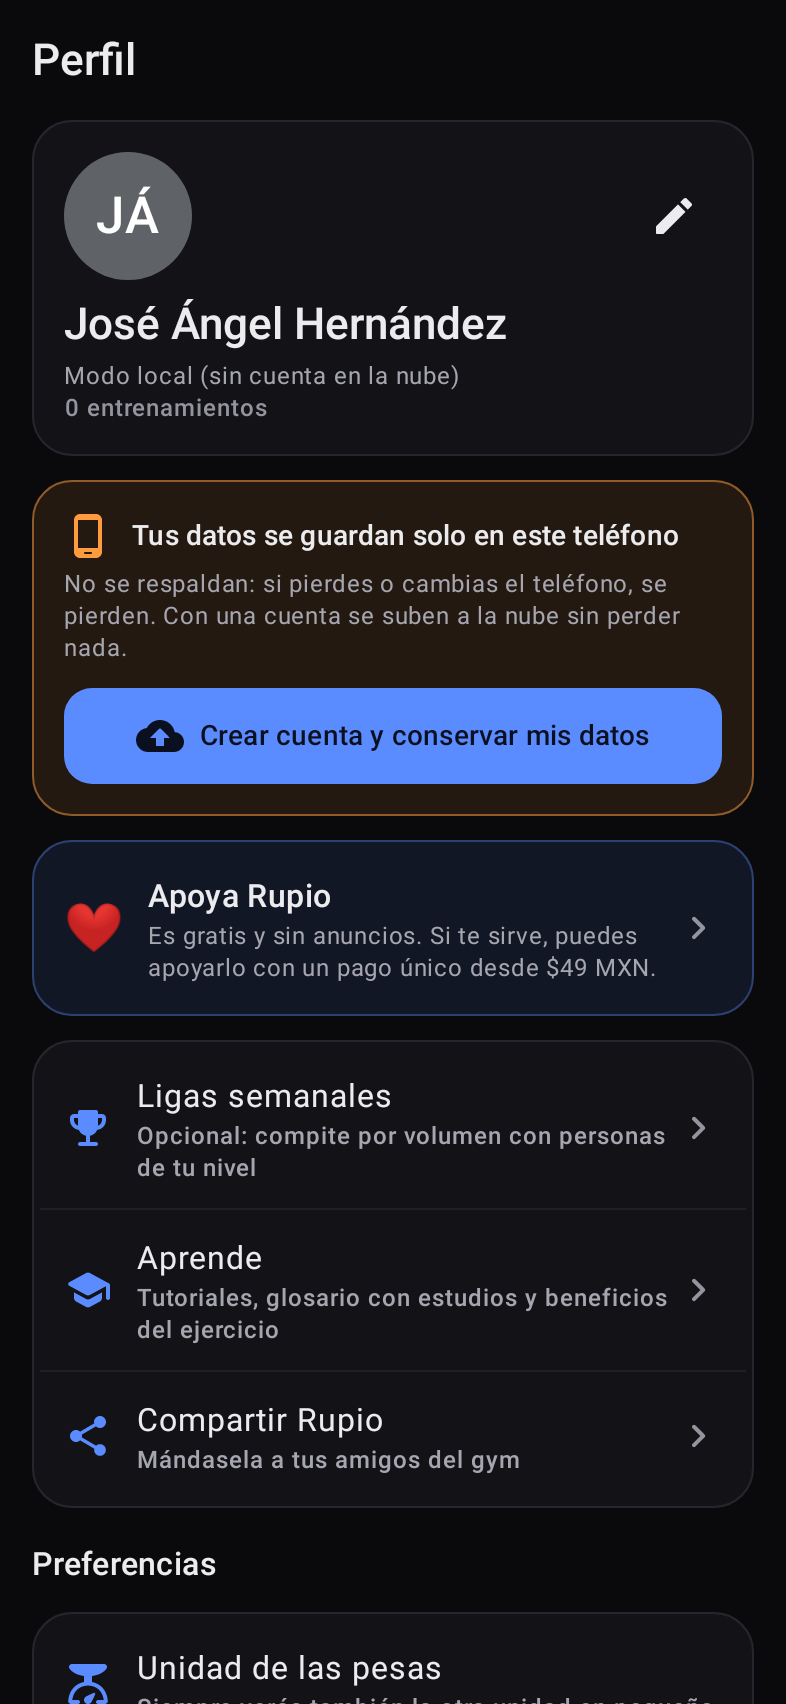 Perfil
JÁ
José Ángel Hernández
Modo local (sin cuenta en la nube)
0 entrenamientos
Tus datos se guardan solo en este teléfono
No se respaldan: si pierdes o cambias el teléfono, se
pierden. Con una cuenta se suben a la nube sin perder
nada.
Crear cuenta y conservar mis datos
Apoya Rupio
Es gratis y sin anuncios. Si te sirve, puedes
apoyarlo con un pago único desde $49 MXN.
Ligas semanales
Opcional: compite por volumen con personas
de tu nivel
Aprende
Tutoriales, glosario con estudios y beneficios
del ejercicio
Compartir Rupio
Mándasela a tus amigos del gym
Preferencias
Unidad de las pesas